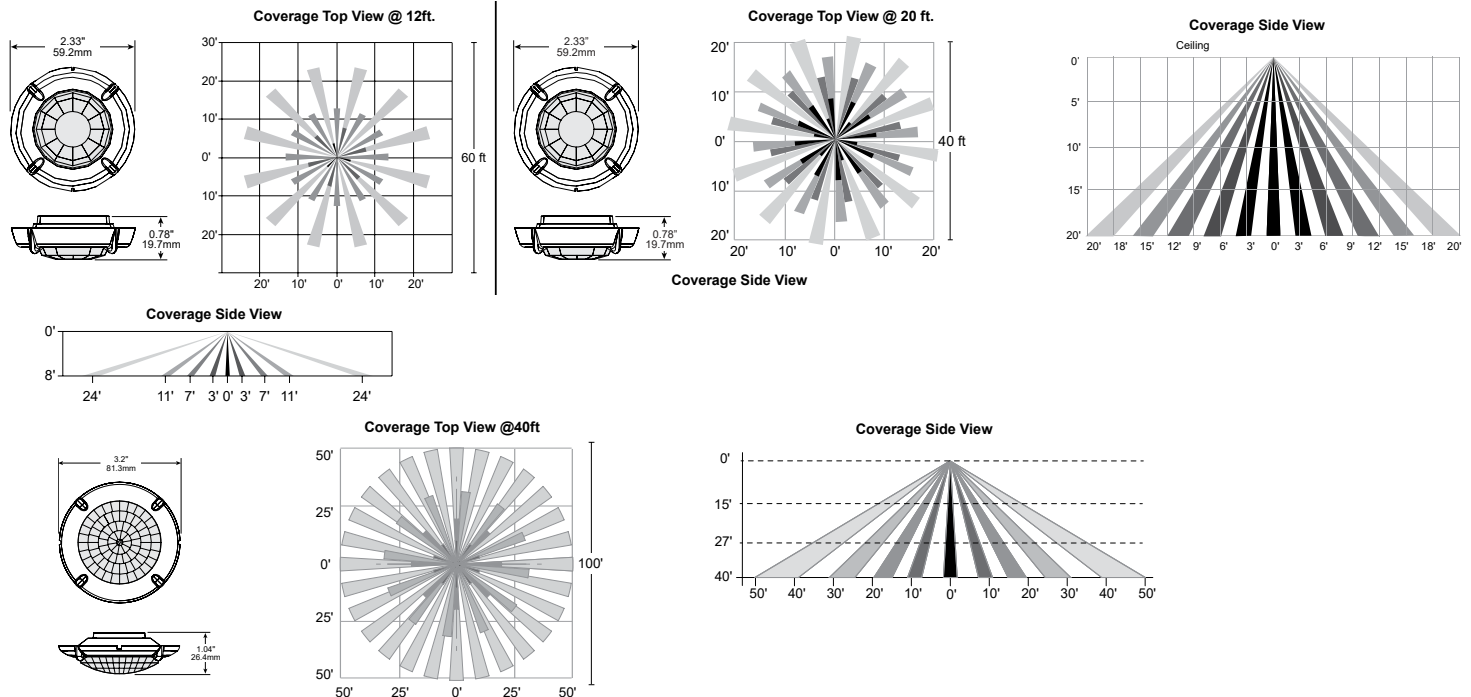 Coverage Top View @ 12ft.
2.33"
59.2mm
0.78"
19.7mm
30'
20'
10'
0'
10'
20'
20' 10' 0' 10' 20'
60 ft
Coverage Top View @ 20 ft.
2.33"
59.2mm
0.78"
19.7mm
20'
10'
0'
10'
20'
20' 10' 0' 10' 20'
40 ft
Coverage Side View
Coverage Side View
Ceiling
0'
5'
10'
15'
20'
20' 18' 15' 12' 9' 6' 3' 0' 3' 6' 9' 12' 15' 18' 20'
Coverage Side View
0'
8'
24' 11' 7' 3' 0' 3' 7' 11' 24'
3.2"
81.3mm
1.04"
26.4mm
Coverage Top View @40ft
50'
25'
0'
25'
50'
50' 25' 0' 25' 50'
100'
Coverage Side View
0'
15'
27'
40'
50' 40' 30' 20' 10' 0' 10' 20' 30' 40' 50'